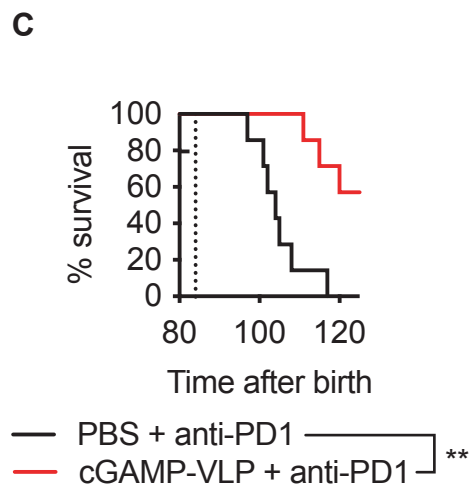 C
% survival
100
80
60
40
20
0
80 100 120
Time after birth
PBS + anti-PD1
cGAMP-VLP + anti-PD1
**